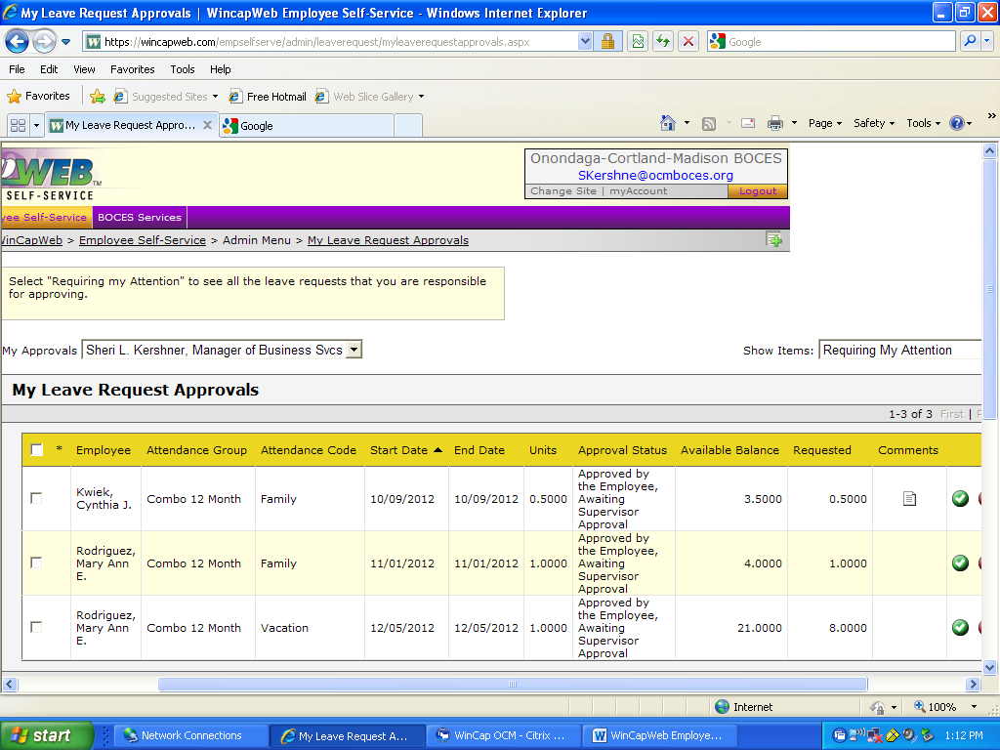 My Leave Request Approvals | WincapWeb Employee Self-Service - Windows Internet Explorer
https://wincapweb.com/empselfserve/admin/leaverequest/myleaverequestapprovals.aspx
Google
File Edit View Favorites Tools Help
Favorites Suggested Sites Free Hotmail Web Slice Gallery
My Leave Request Appro... Google Page Safety Tools
WEB TM
SELF-SERVICE
Onondaga-Cortland-Madison BOCES
SKershne@ocmboces.org
Change Site | myAccount Logout
yee Self-Service BOCES Services
WinCapWeb > Employee Self-Service > Admin Menu > My Leave Request Approvals
Select "Requiring my Attention" to see all the leave requests that you are responsible
for approving.
My Approvals Sheri L. Kershner, Manager of Business Svcs Show Items: Requiring My Attention
My Leave Request Approvals
1-3 of 3 First |
* Employee Attendance Group Attendance Code Start Date End Date Units Approval Status Available Balance Requested Comments
Kwiek,
Cynthia J.
Combo 12 Month Family 10/09/2012 10/09/2012 0.5000
Approved by
the Employee,
Awaiting
Supervisor
Approval
3.5000 0.5000
Rodriguez,
Mary Ann
E.
Combo 12 Month Family 11/01/2012 11/01/2012 1.0000
Approved by
the Employee,
Awaiting
Supervisor
Approval
4.0000 1.0000
Rodriguez,
Mary Ann
E.
Combo 12 Month Vacation 12/05/2012 12/05/2012 1.0000
Approved by
the Employee,
Awaiting
Supervisor
Approval
21.0000 8.0000
Internet 100%
start Network Connections My Leave Request A... WinCap OCM - Citrix ... WinCapWeb Employe... 1:12 PM